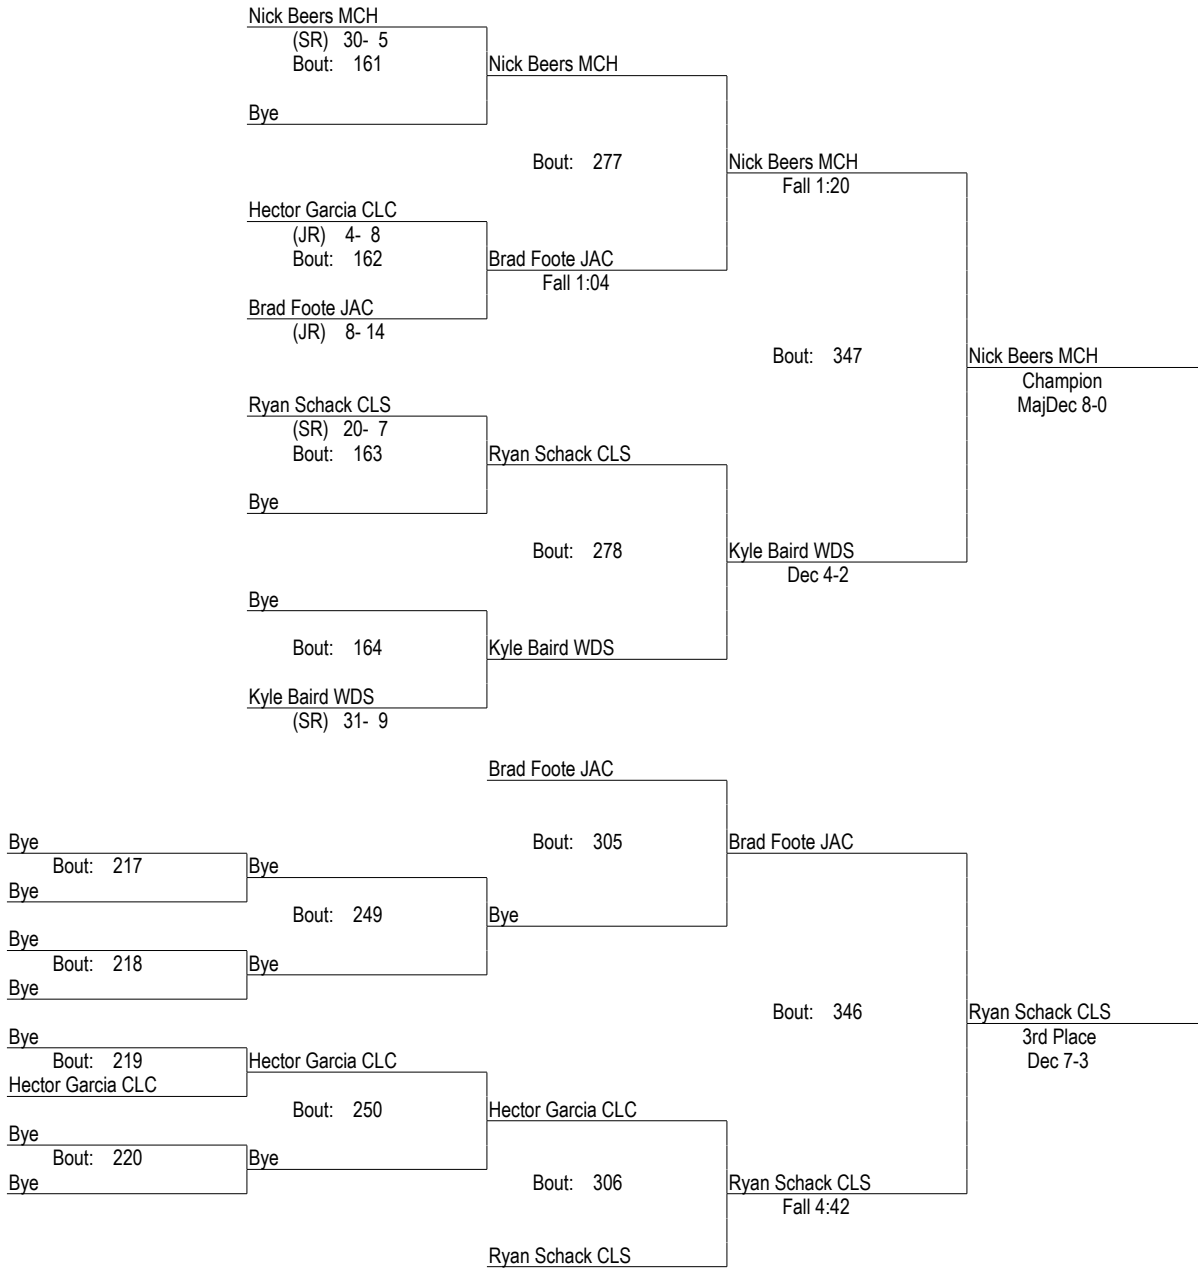 Nick Beers MCH
(SR) 30- 5
Bout: 161
Nick Beers MCH
Bye
Bout: 277
Nick Beers MCH
Fall 1:20
Hector Garcia CLC
(JR) 4- 8
Bout: 162
Brad Foote JAC
Fall 1:04
Brad Foote JAC
(JR) 8- 14
Bout: 347
Nick Beers MCH
Champion
MajDec 8-0
Ryan Schack CLS
(SR) 20- 7
Bout: 163
Ryan Schack CLS
Bye
Bout: 278
Kyle Baird WDS
Dec 4-2
Bye
Bout: 164
Kyle Baird WDS
Kyle Baird WDS
(SR) 31- 9
Brad Foote JAC
Bye
Bout: 305
Brad Foote JAC
Bout: 217
Bye
Bye
Bout: 249
Bye
Bye
Bout: 218
Bye
Bye
Bout: 346
Ryan Schack CLS
3rd Place
Dec 7-3
Bye
Bout: 219
Hector Garcia CLC
Hector Garcia CLC
Bout: 250
Hector Garcia CLC
Bye
Bout: 220
Bye
Bye
Bout: 306
Ryan Schack CLS
Fall 4:42
Ryan Schack CLS